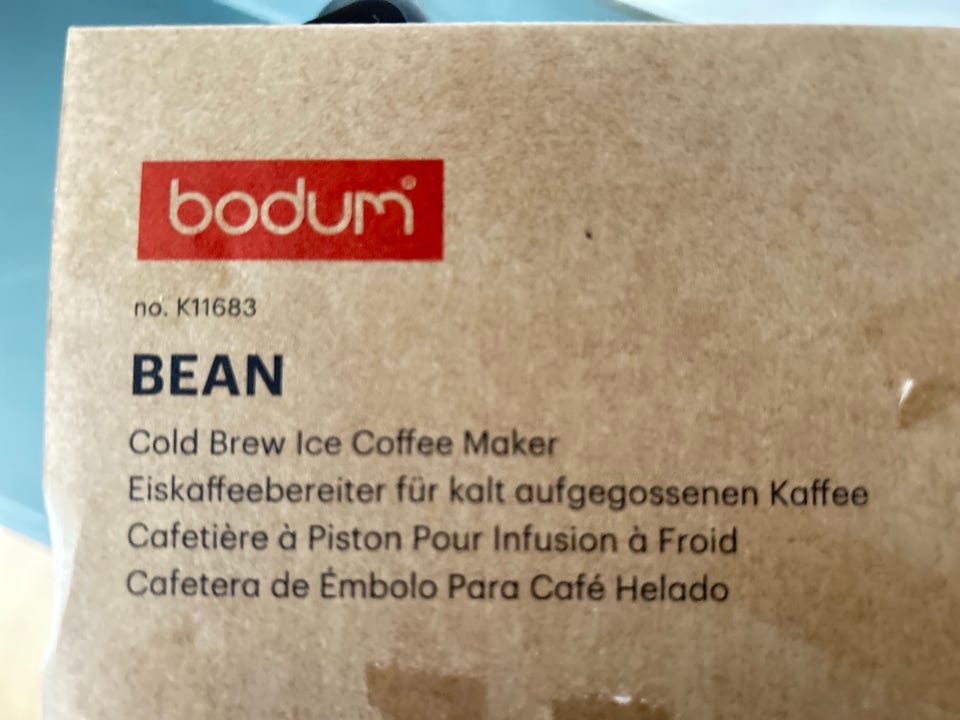 bodum®
no. K11683
BEAN
Cold Brew Ice Coffee Maker
Eiskaffeebereiter für kalt aufgegossenen Kaffee
Cafetière à Piston Pour Infusion à Froid
Cafetera de Émbolo Para Café Helado